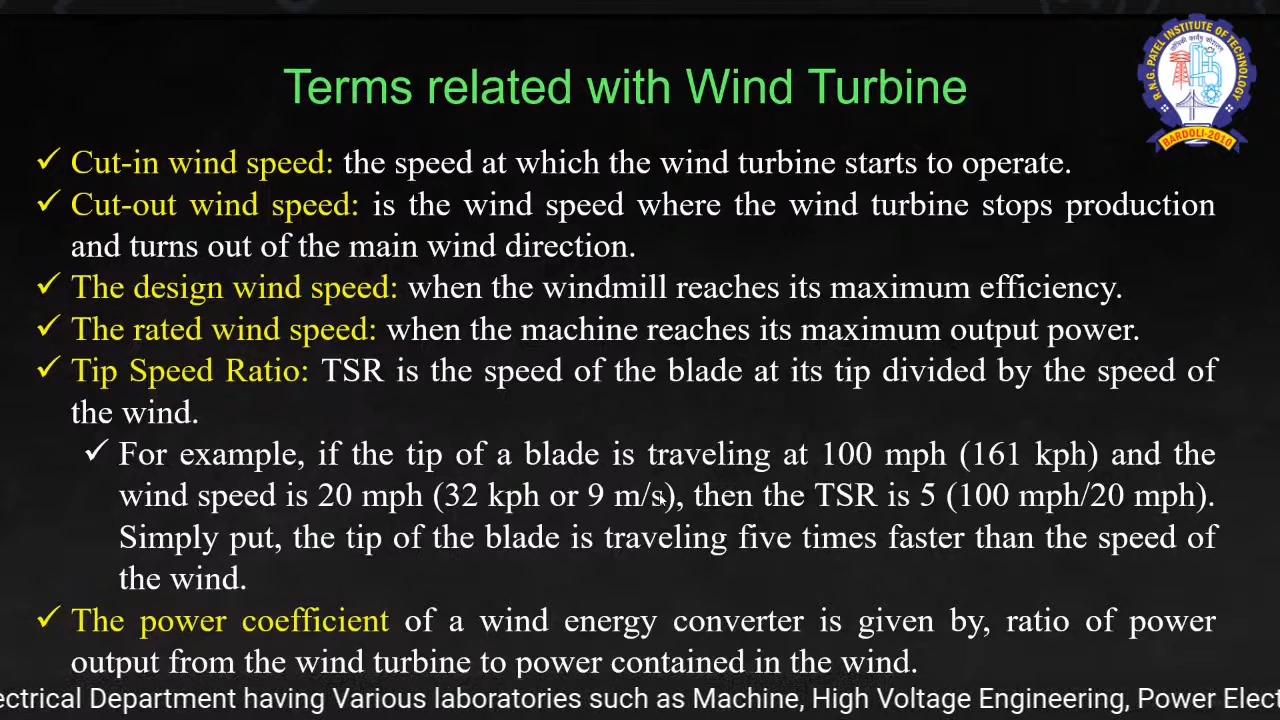 Terms related with Wind Turbine
R.N.G. PATEL INSTITUTE OF TECHNOLOGY
BARDOLI-2010
✓ Cut-in wind speed: the speed at which the wind turbine starts to operate.
✓ Cut-out wind speed: is the wind speed where the wind turbine stops production
and turns out of the main wind direction.
✓ The design wind speed: when the windmill reaches its maximum efficiency.
✓ The rated wind speed: when the machine reaches its maximum output power.
✓ Tip Speed Ratio: TSR is the speed of the blade at its tip divided by the speed of
the wind.
✓ For example, if the tip of a blade is traveling at 100 mph (161 kph) and the
wind speed is 20 mph (32 kph or 9 m/s), then the TSR is 5 (100 mph/20 mph).
Simply put, the tip of the blade is traveling five times faster than the speed of
the wind.
✓ The power coefficient of a wind energy converter is given by, ratio of power
output from the wind turbine to power contained in the wind.
ectrical Department having Various laboratories such as Machine, High Voltage Engineering, Power Elect